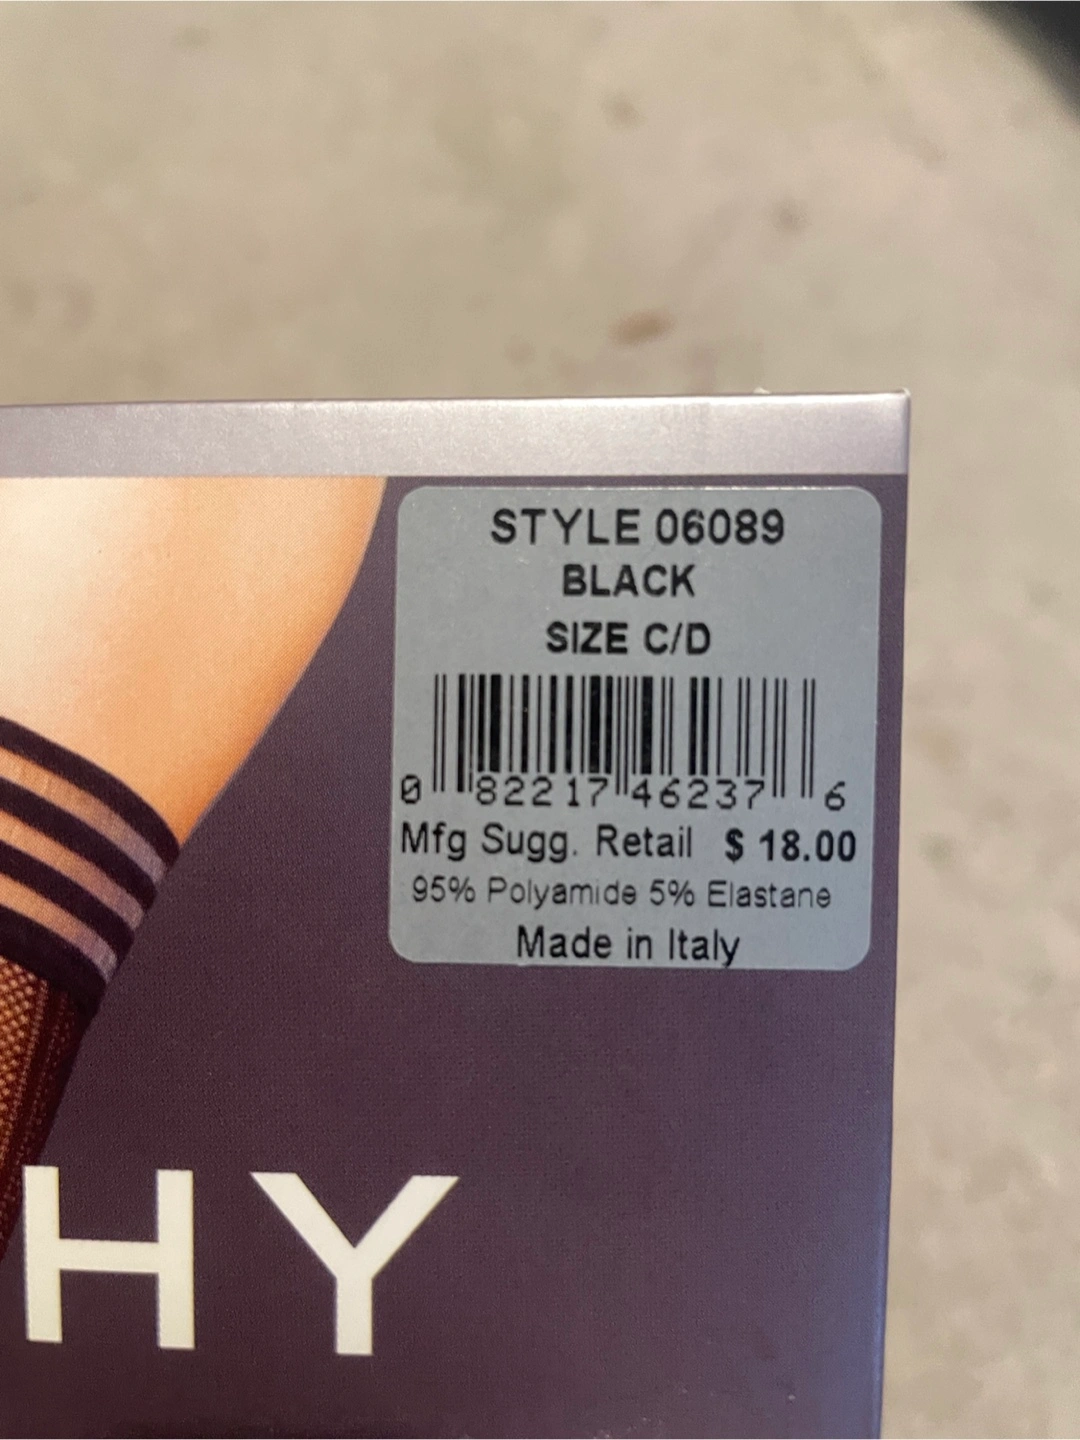 STYLE 06089
BLACK
SIZE C/D
0 82217 46237 6
Mfg Sugg. Retail $ 18.00
95% Polyamide 5% Elastane
Made in Italy
HY